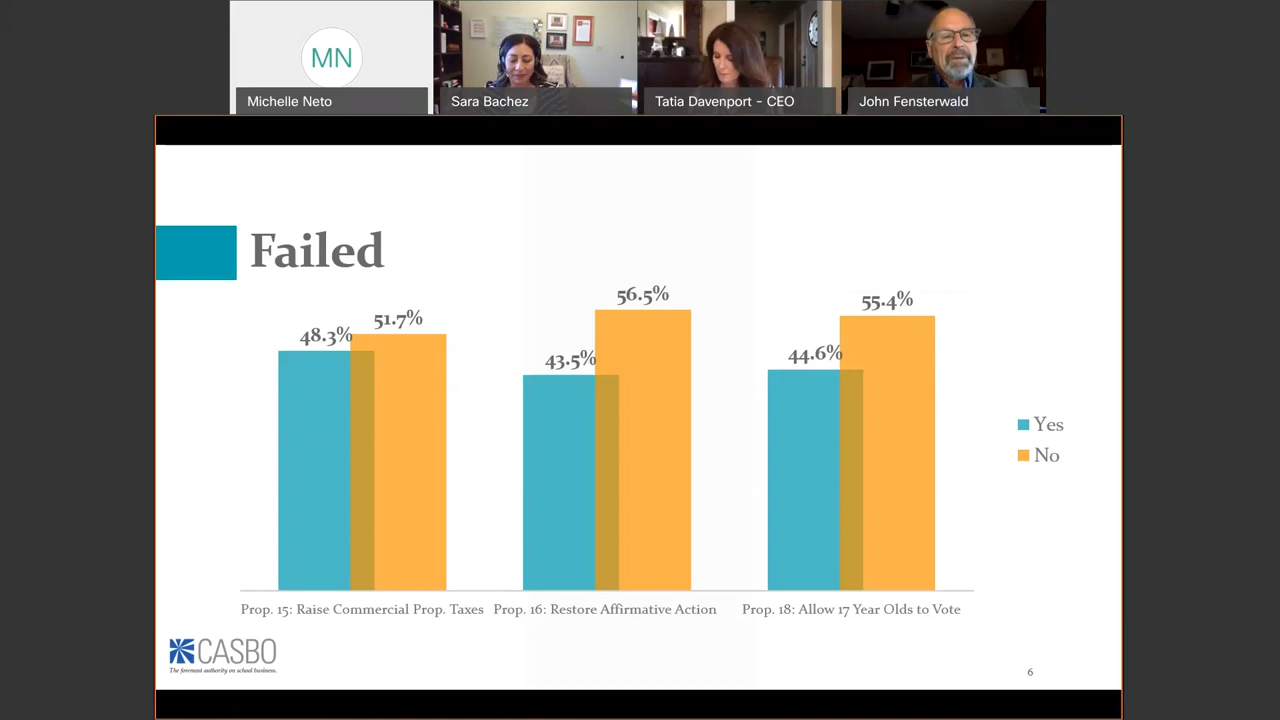 MN
Michelle Neto
Sara Bachez
Tatia Davenport - CEO
John Fensterwald
Failed
48.3%
51.7%
43.5%
56.5%
44.6%
55.4%
Yes
No
Prop. 15: Raise Commercial Prop. Taxes
Prop. 16: Restore Affirmative Action
Prop. 18: Allow 17 Year Olds to Vote
CASBO
The foremost authority on school business.
6